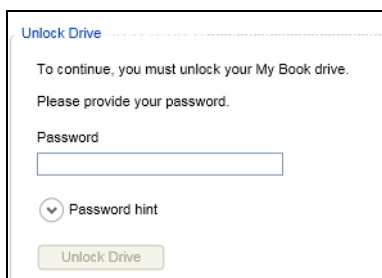 Unlock Drive
To continue, you must unlock your My Book drive.
Please provide your password.
Password
Password hint
Unlock Drive